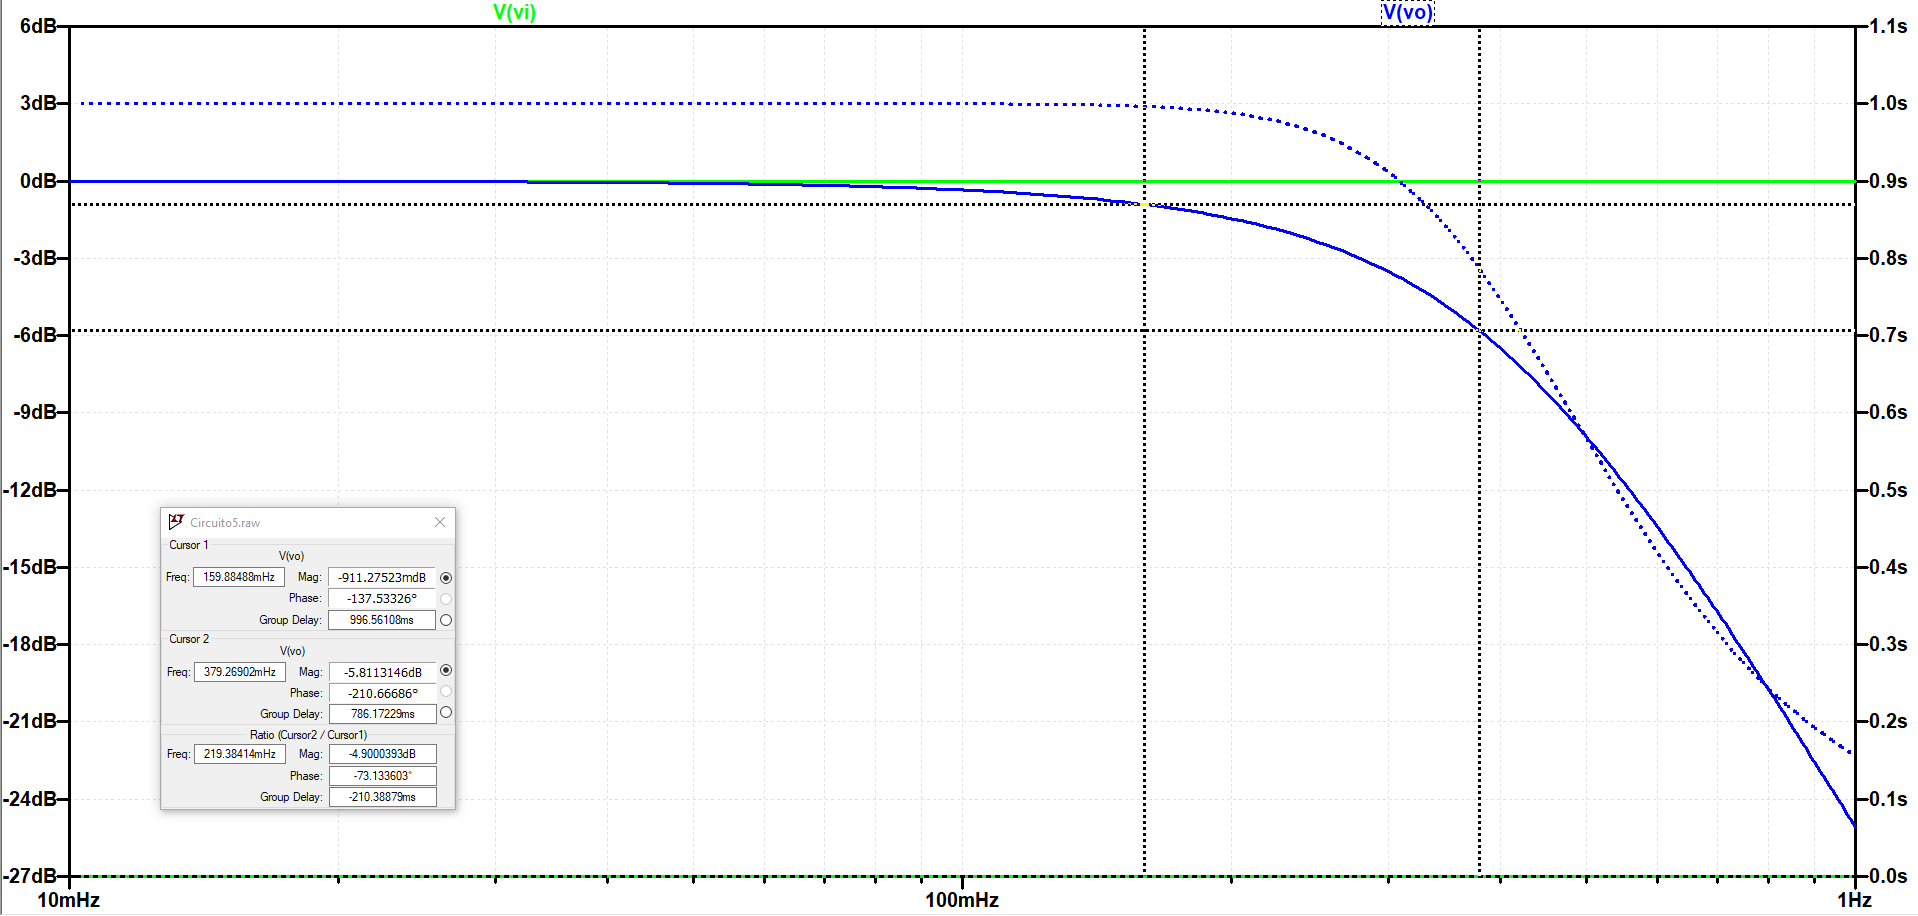 V(vi) V(vo)
6dB 1.1s
3dB 1.0s
0dB 0.9s
-3dB 0.8s
-6dB 0.7s
-9dB 0.6s
-12dB 0.5s
-15dB 0.4s
-18dB 0.3s
-21dB 0.2s
-24dB 0.1s
-27dB 0.0s
10mHz 100mHz 1Hz
Circuito5.raw
Cursor 1
V(vo)
Freq: 159.88488mHz Mag: -911.27523mdB
Phase: -137.53326°
Group Delay: 996.56108ms
Cursor 2
V(vo)
Freq: 379.26902mHz Mag: -5.8113146dB
Phase: -210.66686°
Group Delay: 786.17229ms
Ratio (Cursor2 / Cursor1)
Freq: 219.38414mHz Mag: -4.9000393dB
Phase: -73.133603°
Group Delay: -210.38879ms